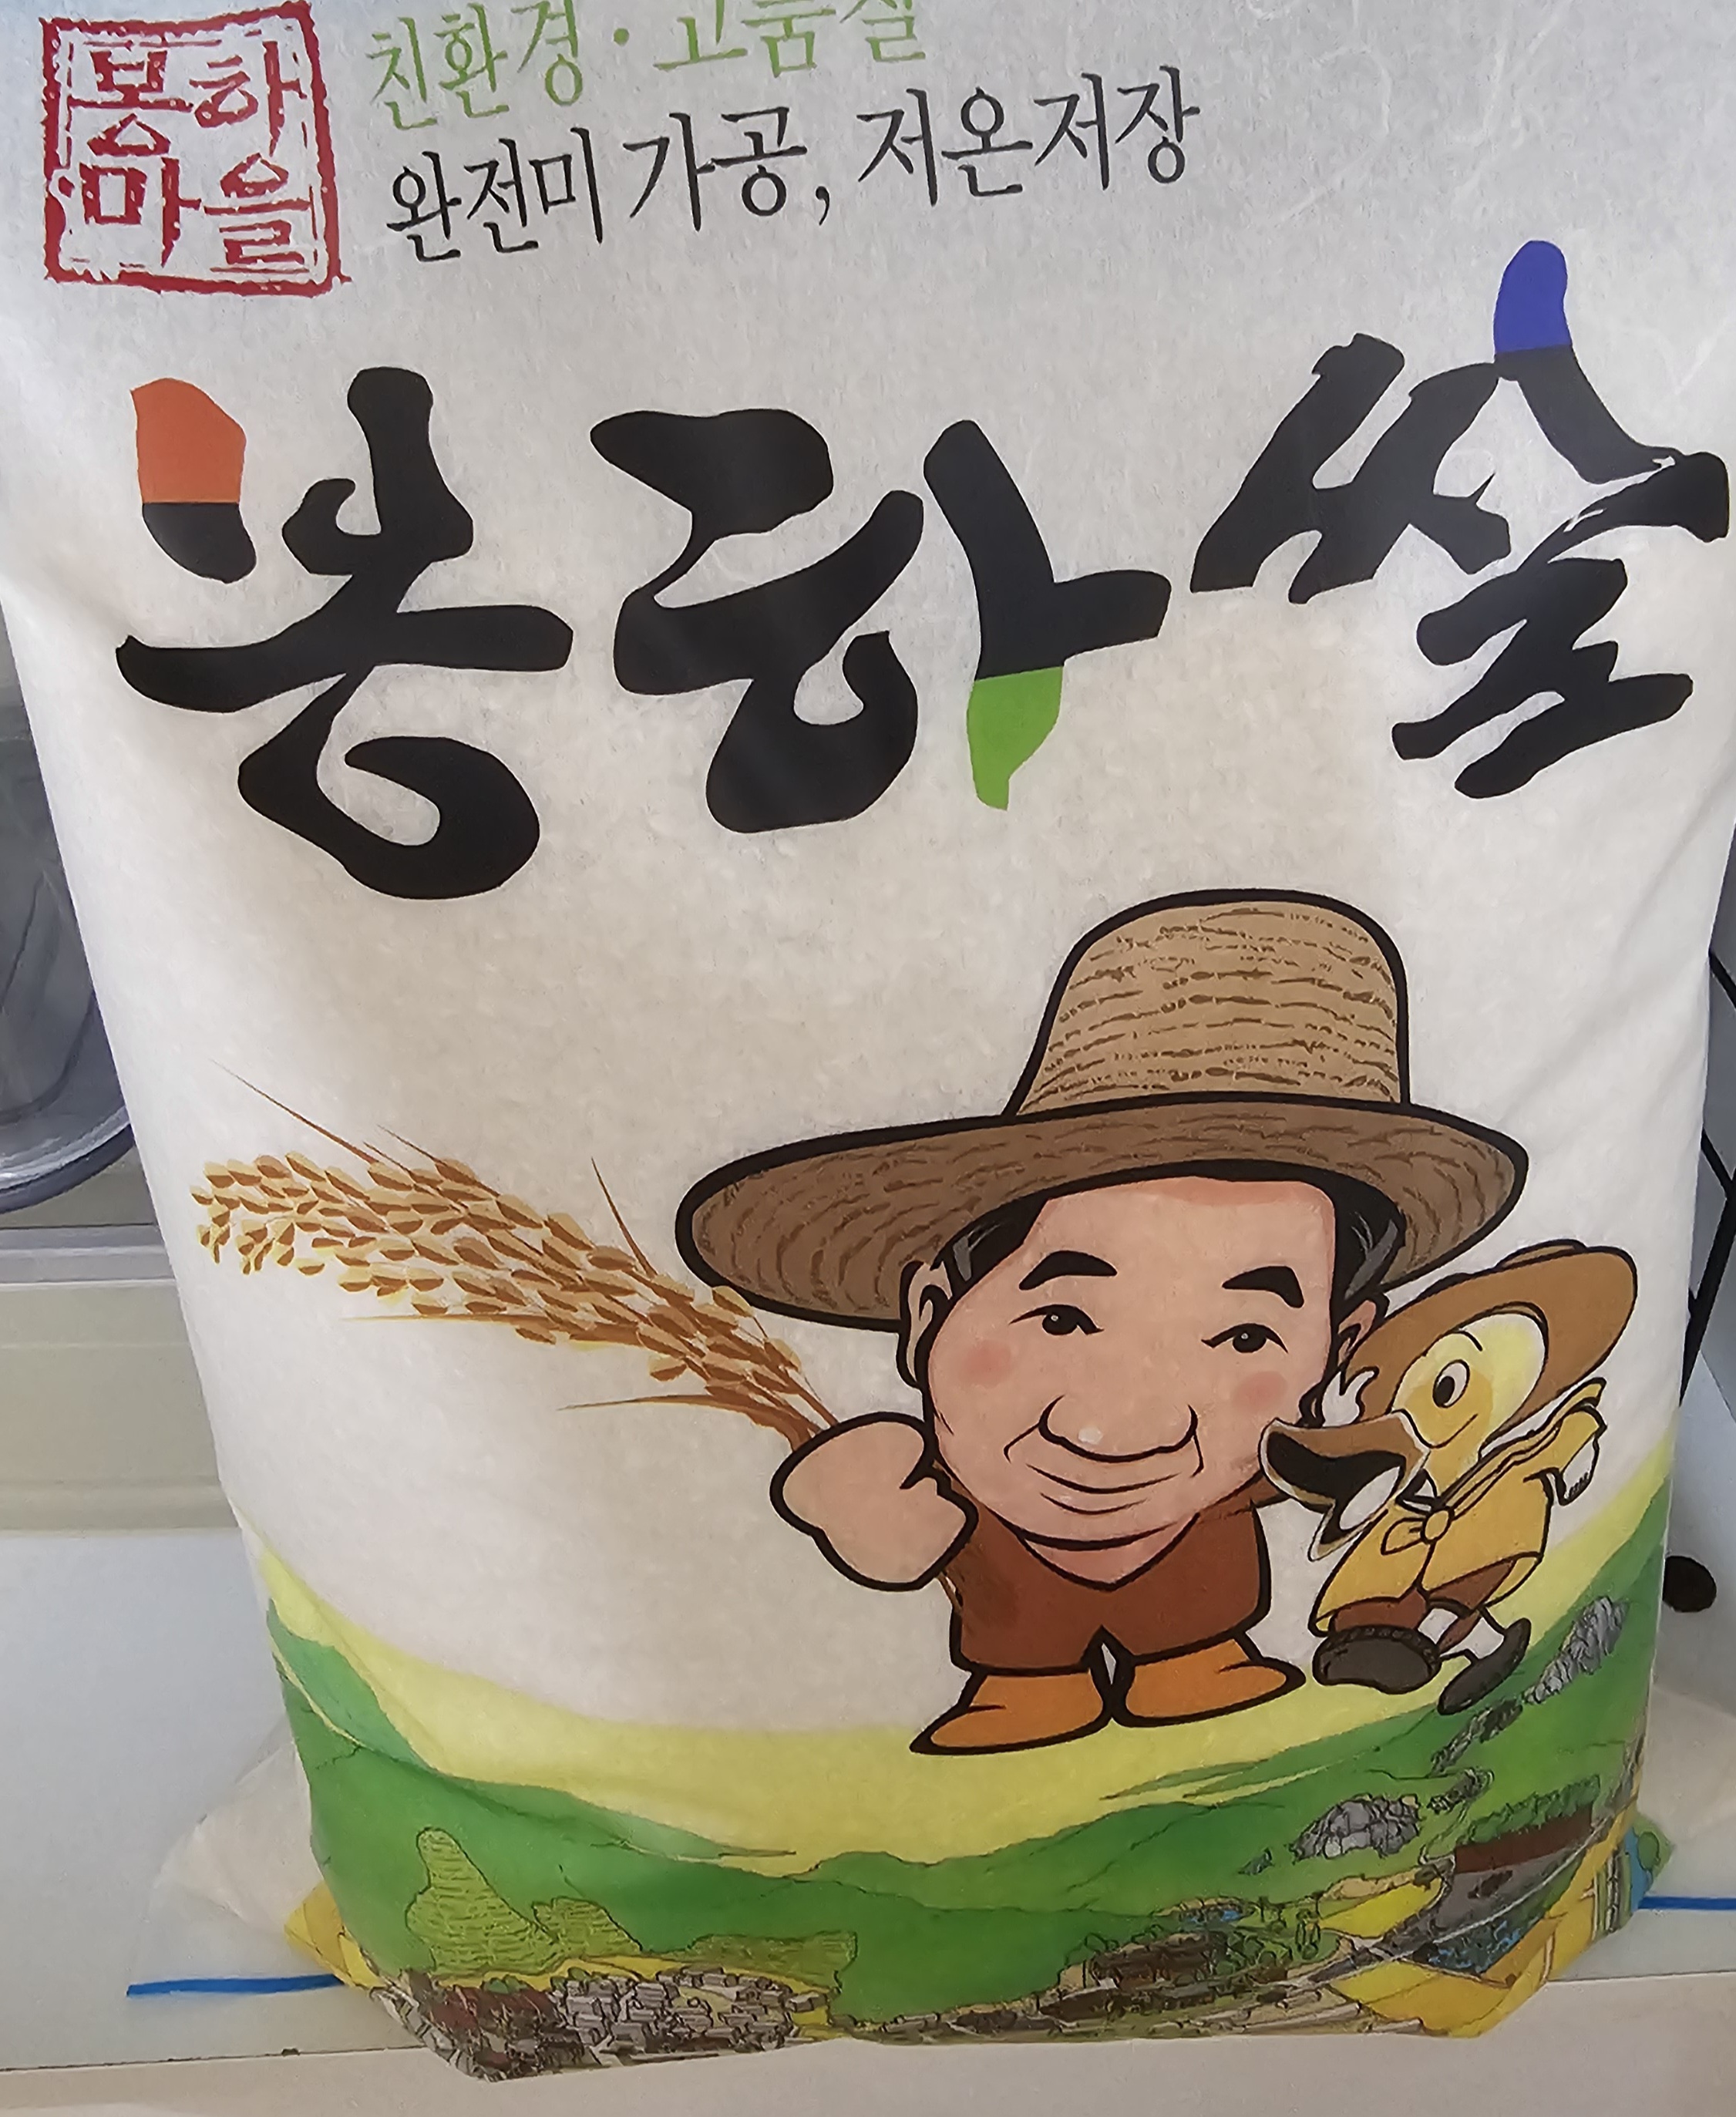 봉하
마을
친환경·고품질
완전미 가공, 저온저장
봉하쌀